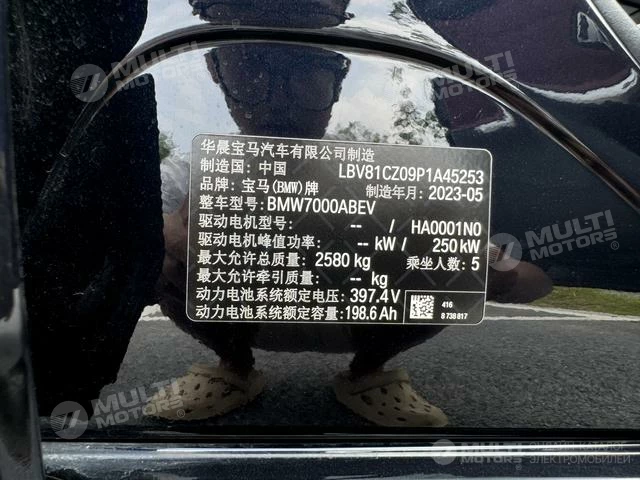 华晨宝马汽车有限公司制造
制造国：中国 LBV81CZ09P1A45253
品牌：宝马(BMW)牌 制造年月：2023-05
整车型号：BMW7000ABEV
驱动电机型号： -- / HA0001N0
驱动电机峰值功率： -- kW/ 250 kW
最大允许总质量：2580 kg 乘坐人数：5
最大允许牵引质量： -- kg
动力电池系统额定电压：397.4V
动力电池系统额定容量：198.6Ah
416
8 738 817
MULTI MOTORS
MULTI MOTORS
MULTI MOTORS
MULTI MOTORS
MULTI MOTORS
ЭЛЕКТРОМОБИЛЕЙ